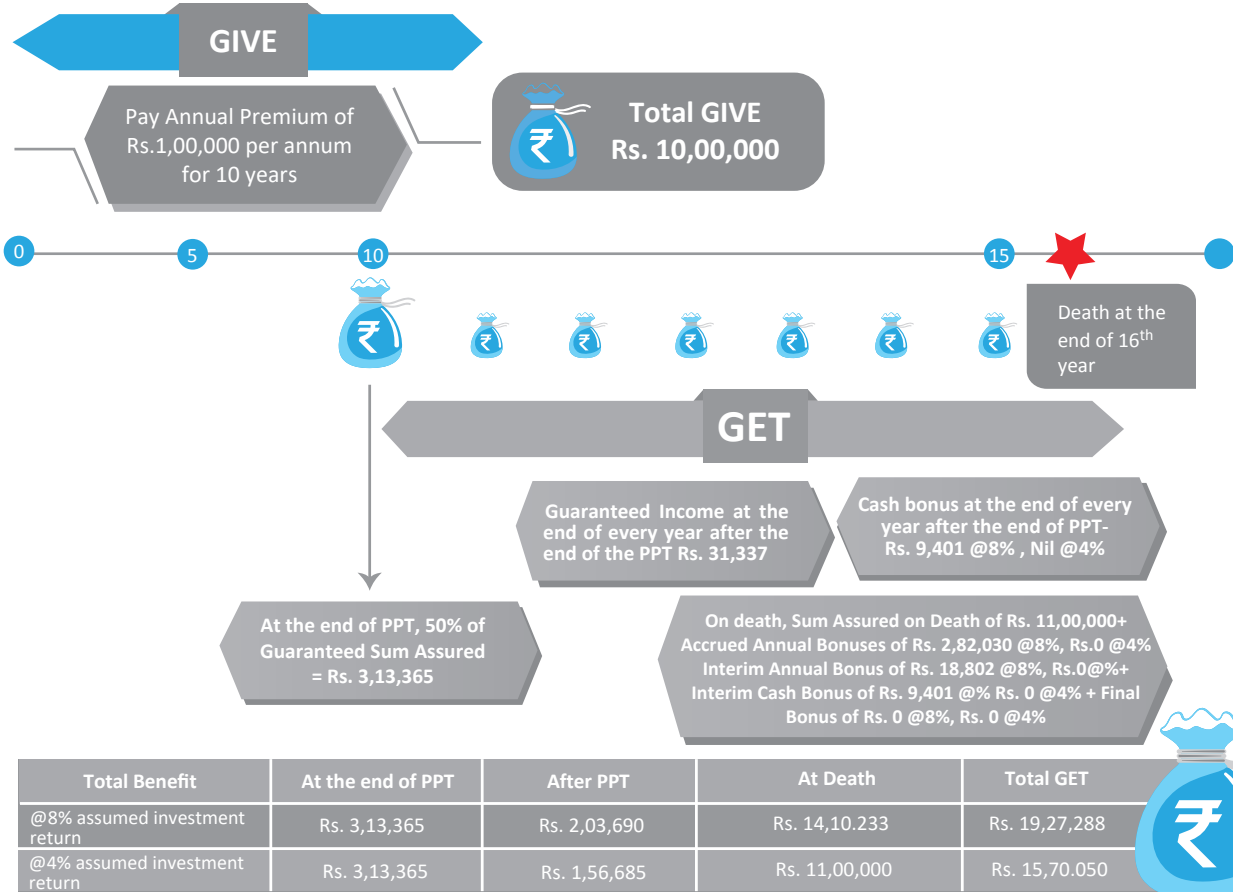 GIVE
Pay Annual Premium of
Rs.1,00,000 per annum
for 10 years
₹
Total GIVE
Rs. 10,00,000
0
5
10
15
₹
₹
₹
₹
₹
₹
₹
Death at the
end of 16th
year
GET
Guaranteed Income at the
end of every year after the
end of the PPT Rs. 31,337
Cash bonus at the end of every
year after the end of PPT-
Rs. 9,401 @8% , Nil @4%
At the end of PPT, 50% of
Guaranteed Sum Assured
= Rs. 3,13,365
On death, Sum Assured on Death of Rs. 11,00,000+
Accrued Annual Bonuses of Rs. 2,82,030 @8%, Rs.0 @4%
Interim Annual Bonus of Rs. 18,802 @8%, Rs.0@%+
Interim Cash Bonus of Rs. 9,401 @% Rs. 0 @4% + Final
Bonus of Rs. 0 @8%, Rs. 0 @4%
Total Benefit At the end of PPT After PPT At Death Total GET
@8% assumed investment
return Rs. 3,13,365 Rs. 2,03,690 Rs. 14,10.233 Rs. 19,27,288
@4% assumed investment
return Rs. 3,13,365 Rs. 1,56,685 Rs. 11,00,000 Rs. 15,70.050
₹